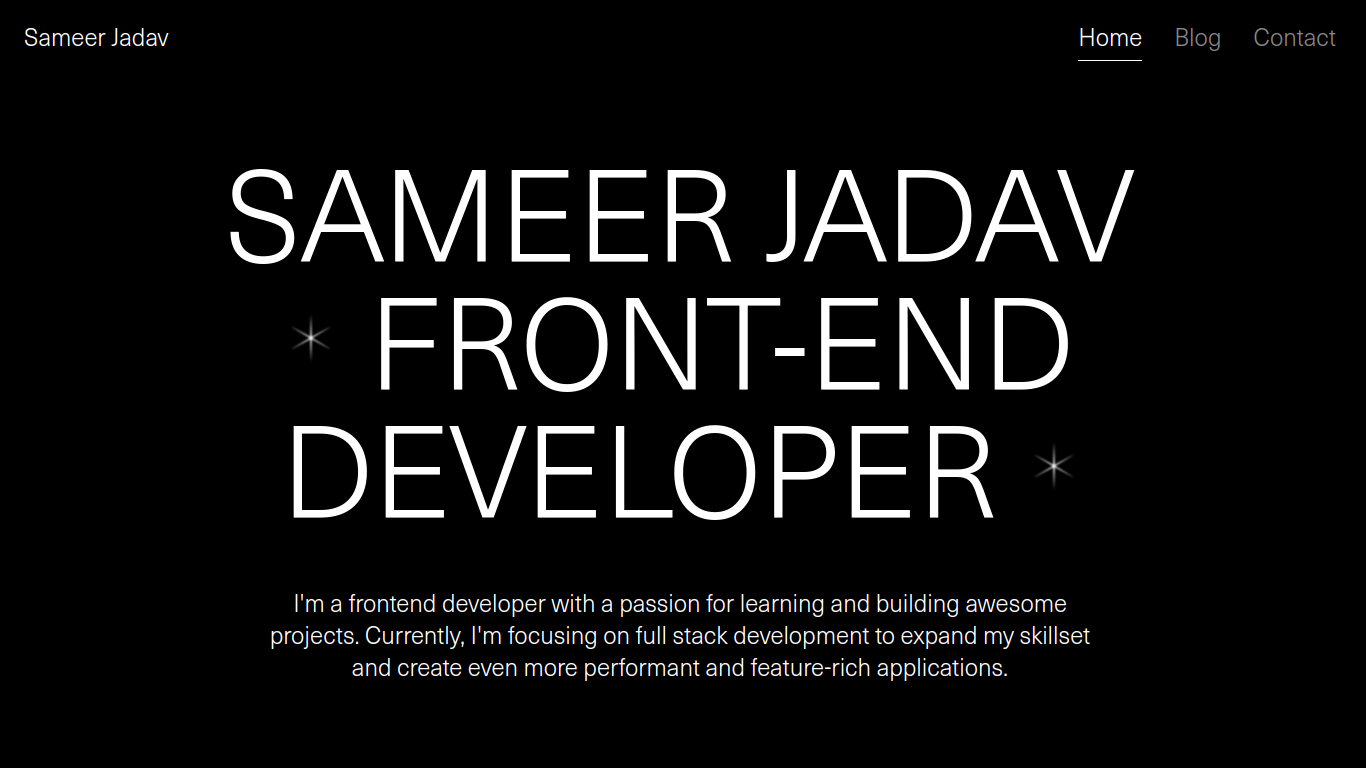 Sameer Jadav
Home Blog Contact
SAMEER JADAV
FRONT-END
DEVELOPER
I'm a frontend developer with a passion for learning and building awesome
projects. Currently, I'm focusing on full stack development to expand my skillset
and create even more performant and feature-rich applications.